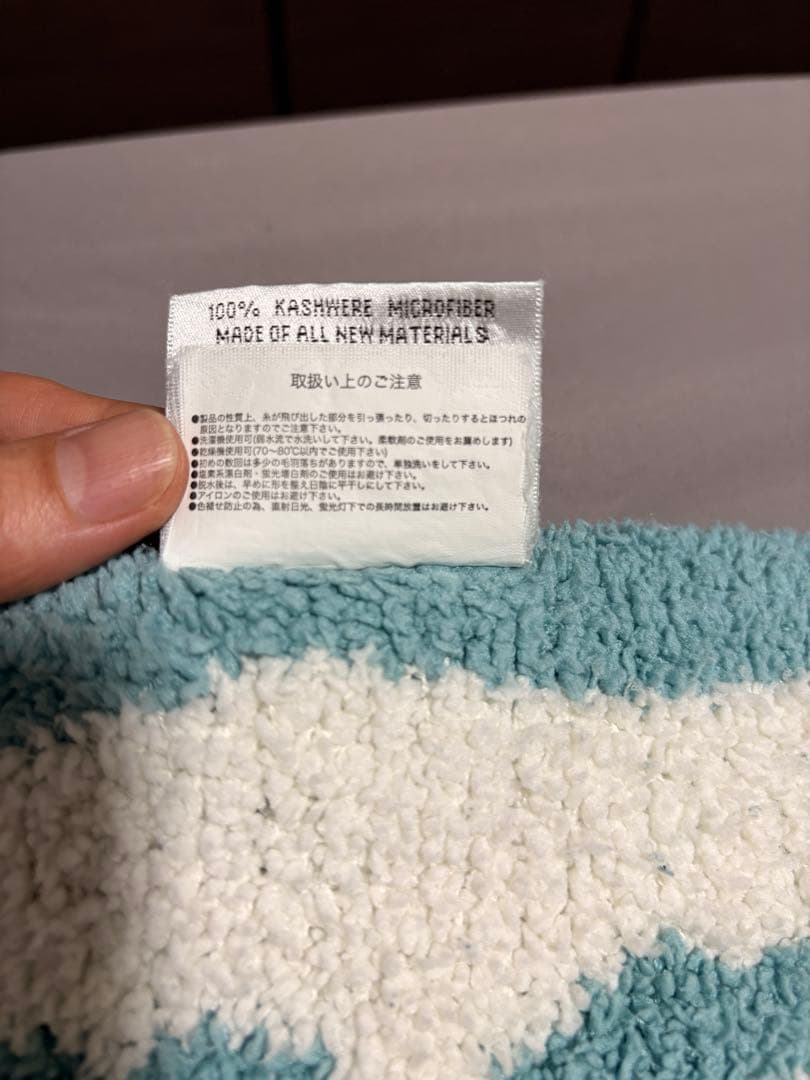 100% KASHWERE MICROFIBER
MADE OF ALL NEW MATERIALS
取扱い上のご注意
●製品の性質上、糸が飛び出した部分を引っ張ったり、切ったりするとほつれの
原因となりますのでご注意下さい。
●洗濯機使用可(弱水流で水洗いして下さい。柔軟剤のご使用をお薦めします)
●乾燥機使用可(70～80℃以内でご使用下さい)
●初めの数回は多少の毛羽落ちがありますので、単独洗いをして下さい。
●塩素系漂白剤・蛍光増白剤のご使用はお避け下さい。
●脱水後は、早めに形を整え日陰に平干しにして下さい。
●アイロンのご使用はお避け下さい。
●色褪せ防止の為、直射日光、蛍光灯下での長時間放置はお避け下さい。